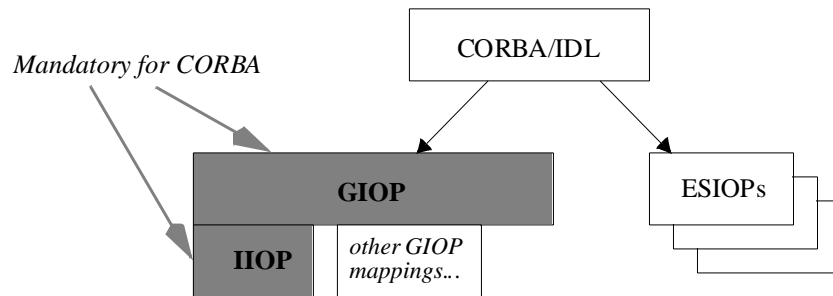 CORBA/IDL
Mandatory for CORBA
GIOP
ESIOPs
IIOP
other GIOP
mappings...